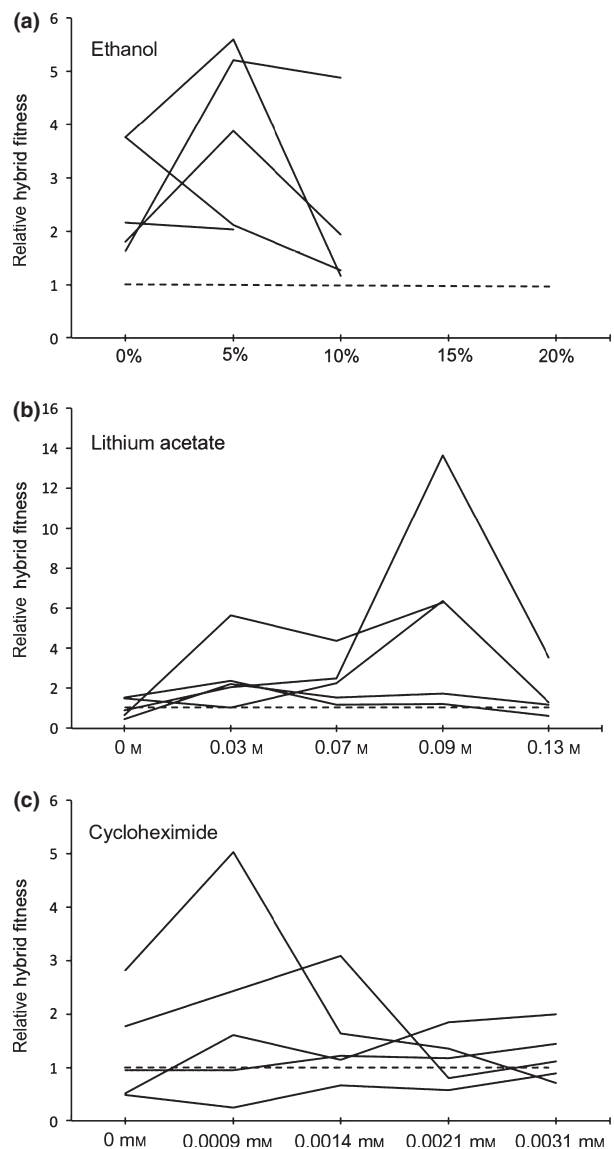 (a)
Ethanol
Relative hybrid fitness
6
5
4
3
2
1
0
0% 5% 10% 15% 20%
(b)
Lithium acetate
Relative hybrid fitness
16
14
12
10
8
6
4
2
0
0 M 0.03 M 0.07 M 0.09 M 0.13 M
(c)
Cycloheximide
Relative hybrid fitness
6
5
4
3
2
1
0
0 mM 0.0009 mM 0.0014 mM 0.0021 mM 0.0031 mM